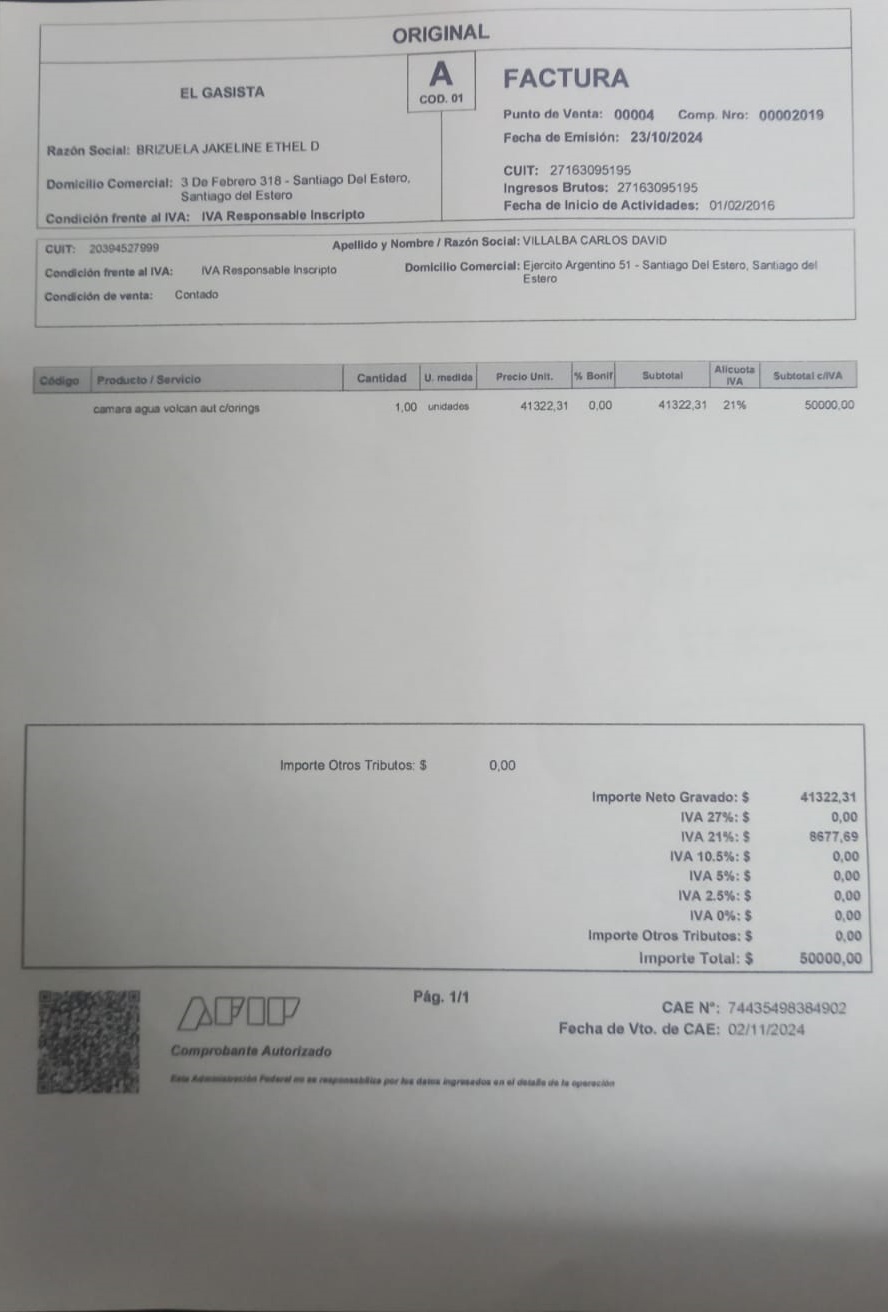 ORIGINAL
EL GASISTA
A
COD. 01
FACTURA
Punto de Venta: 00004 Comp. Nro: 00002019
Fecha de Emisión: 23/10/2024
Razón Social: BRIZUELA JAKELINE ETHEL D
Domicilio Comercial: 3 De Febrero 318 - Santiago Del Estero,
Santiago del Estero
Condición frente al IVA: IVA Responsable Inscripto
CUIT: 27163095195
Ingresos Brutos: 27163095195
Fecha de Inicio de Actividades: 01/02/2016
CUIT: 20394527999 Apellido y Nombre / Razón Social: VILLALBA CARLOS DAVID
Condición frente al IVA: IVA Responsable Inscripto Domicilio Comercial: Ejercito Argentino 51 - Santiago Del Estero, Santiago del
Estero
Condición de venta: Contado
Código Producto / Servicio Cantidad U. medida Precio Unit. % Bonif Subtotal Alicuota IVA Subtotal c/IVA
camara agua volcan aut c/orings 1,00 unidades 41322,31 0,00 41322,31 21% 50000,00
Importe Otros Tributos: $ 0,00
Importe Neto Gravado: $ 41322,31
IVA 27%: $ 0,00
IVA 21%: $ 8677,69
IVA 10.5%: $ 0,00
IVA 5%: $ 0,00
IVA 2.5%: $ 0,00
IVA 0%: $ 0,00
Importe Otros Tributos: $ 0,00
Importe Total: $ 50000,00
AFIP
Pág. 1/1
CAE N°: 74435498384902
Fecha de Vto. de CAE: 02/11/2024
Comprobante Autorizado
Esta Administración Federal no se responsabiliza por los datos ingresados en el detalle de la operación